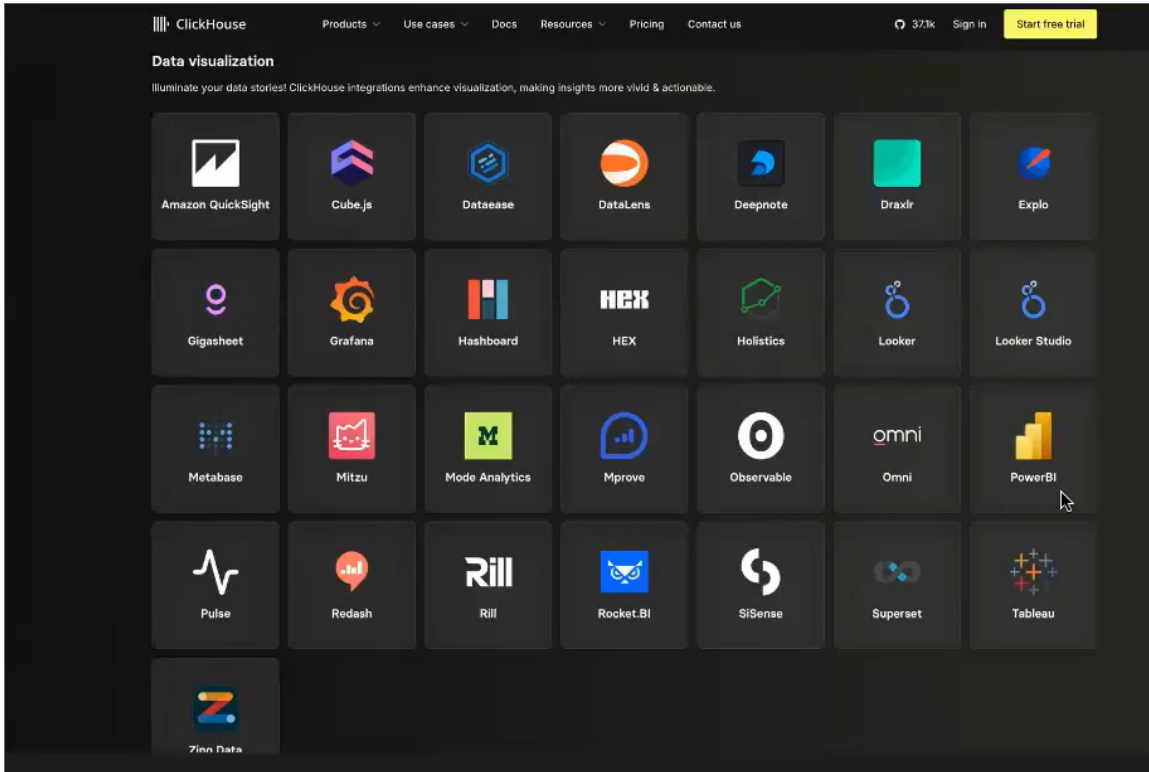 ClickHouse Products Use cases Docs Resources Pricing Contact us 37.1k Sign in Start free trial
Data visualization
Illuminate your data stories! ClickHouse integrations enhance visualization, making insights more vivid & actionable.
Amazon QuickSight Cube.js Dataease DataLens Deepnote Draxlr Explo
HEX
Gigasheet Grafana Hashboard HEX Holistics Looker Looker Studio
M omni
Metabase Mitzu Mode Analytics Mprove Observable Omni PowerBI
Rill
Pulse Redash Rill Rocket.BI SiSense Superset Tableau
Z
Zing Data